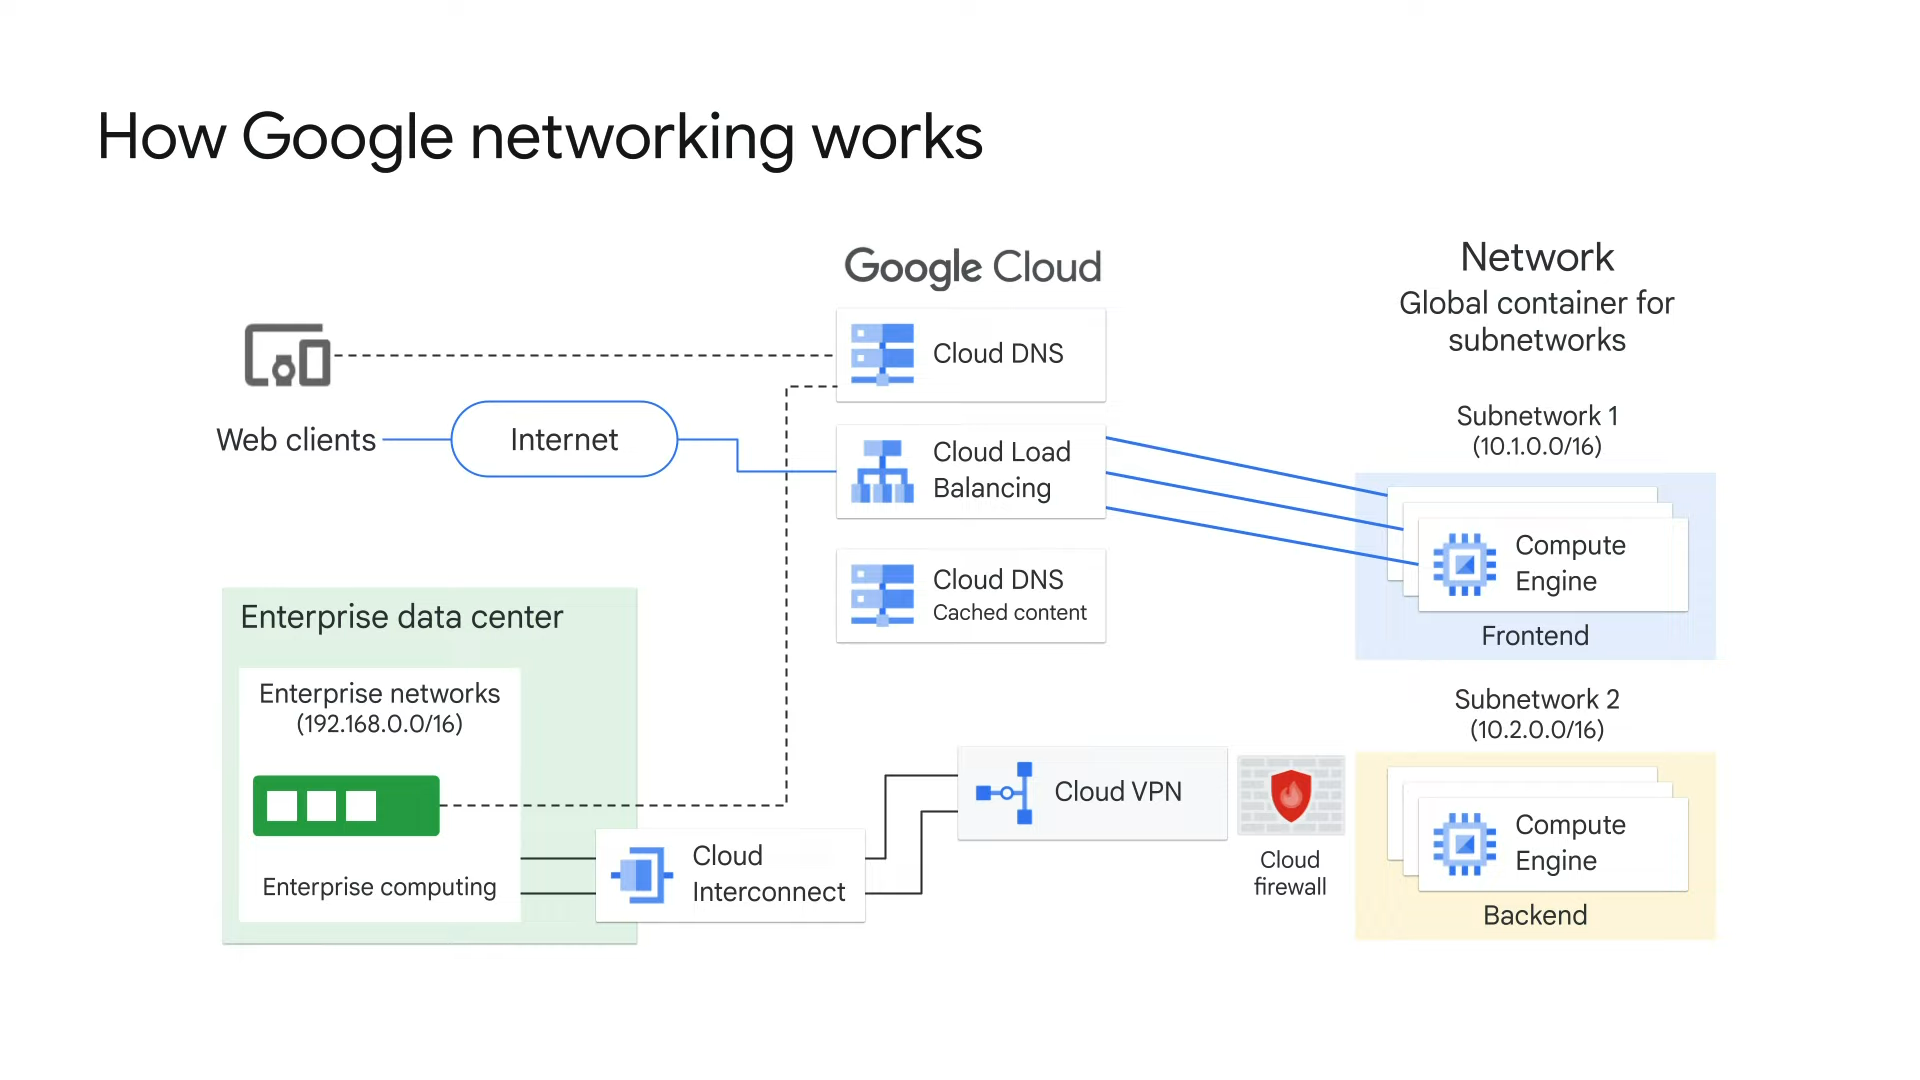 How Google networking works
Google Cloud
Network
Global container for
subnetworks
Cloud DNS
Web clients
Internet
Cloud Load
Balancing
Subnetwork 1
(10.1.0.0/16)
Compute
Engine
Frontend
Cloud DNS
Cached content
Enterprise data center
Enterprise networks
(192.168.0.0/16)
Enterprise computing
Cloud
Interconnect
Cloud VPN
Cloud
firewall
Subnetwork 2
(10.2.0.0/16)
Compute
Engine
Backend